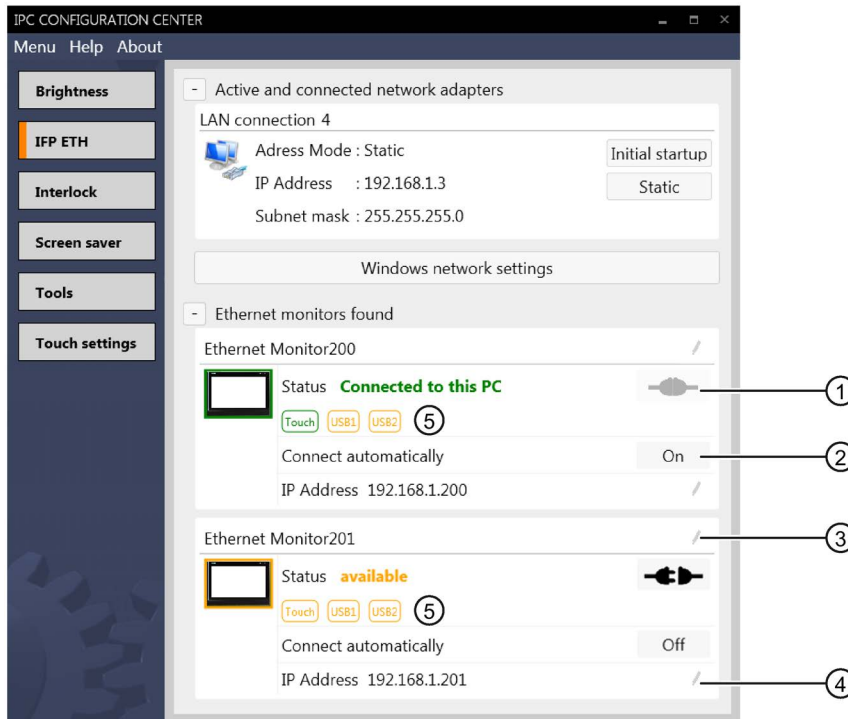 IPC CONFIGURATION CENTER
Menu Help About
Brightness
IFP ETH
Interlock
Screen saver
Tools
Touch settings
- Active and connected network adapters
LAN connection 4
Adress Mode : Static
Initial startup
IP Address : 192.168.1.3
Static
Subnet mask : 255.255.255.0
Windows network settings
- Ethernet monitors found
Ethernet Monitor200
Status Connected to this PC
1
Touch USB1 USB2 5
Connect automatically On 2
IP Address 192.168.1.200
Ethernet Monitor201 3
Status available
Touch USB1 USB2 5
Connect automatically Off
IP Address 192.168.1.201 4